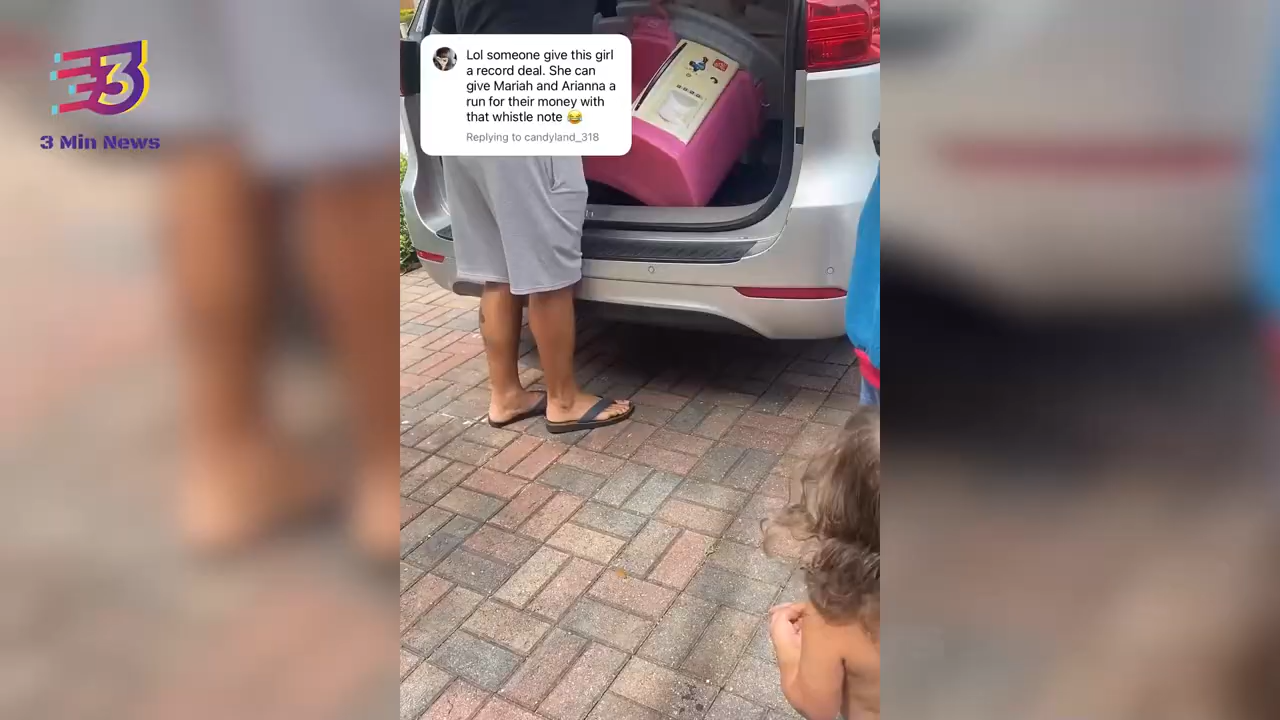 3
3 Min News
Lol someone give this girl
a record deal. She can
give Mariah and Arianna a
run for their money with
that whistle note 😂
Replying to candyland_318